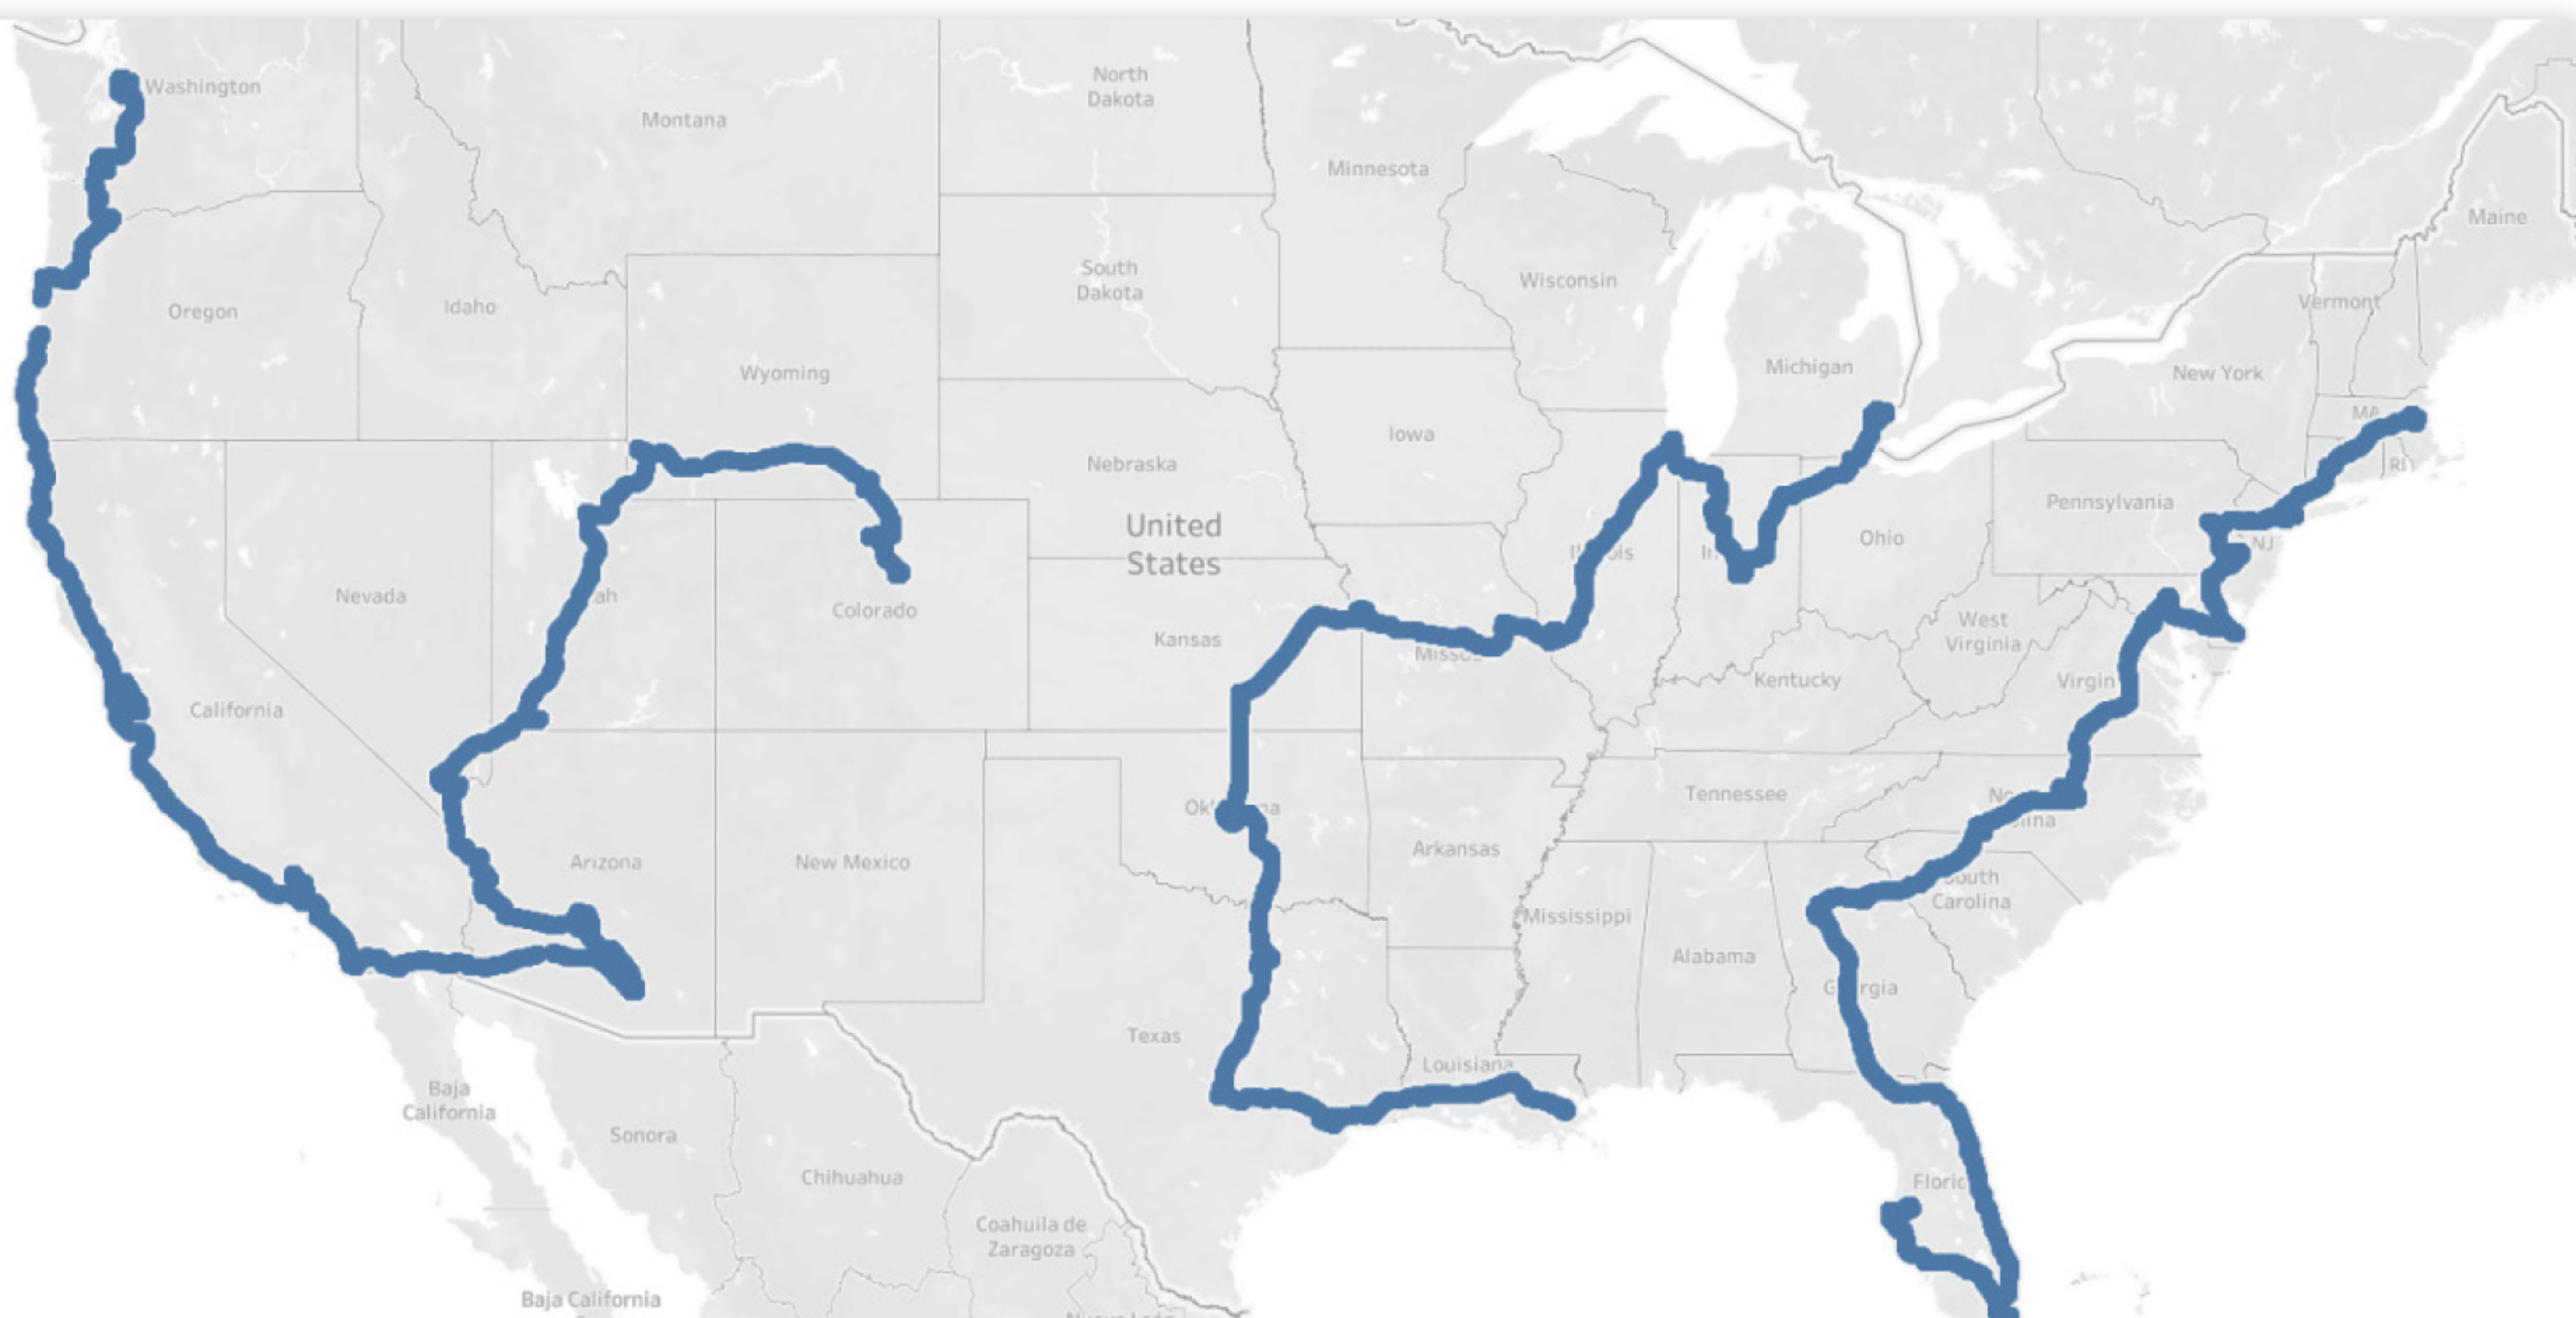 Washington
North
Dakota
Montana
Minnesota
Maine
South
Dakota
Wisconsin
Vermont
Oregon
Idaho
Wyoming
Michigan
New York
MA
Iowa
Nebraska
RI
Pennsylvania
United
States
Ohio
NJ
Nevada
Colorado
Kansas
West
Virginia
Kentucky
Virgin
California
Tennessee
Arizona
New Mexico
Arkansas
South
Carolina
Mississippi
Alabama
Texas
Louisiana
Baja
California
Sonora
Chihuahua
Coahuila de
Zaragoza
Baja California